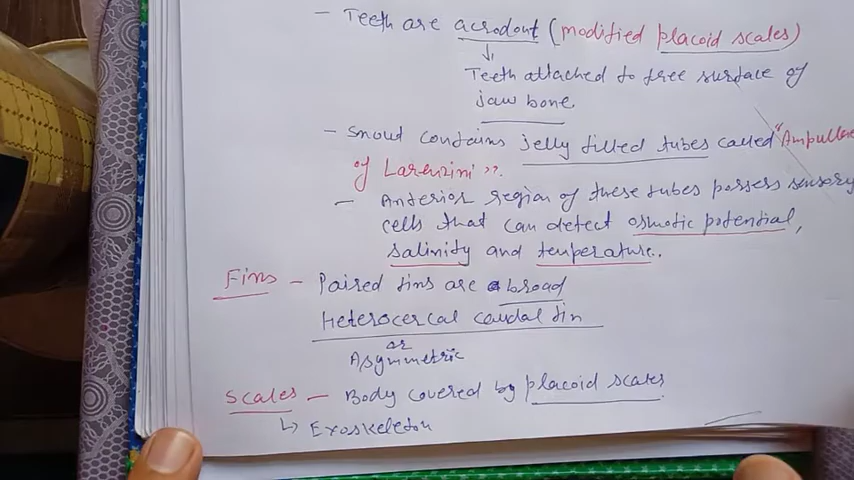 - Teeth are acrodont (modified placoid scales)
↓
Teeth attached to free surface of
jaw bone
- Snout contains jelly filled tubes called "Ampullae
of Lorenzini".
- Anterior region of these tubes possess sensory
cells that can detect osmotic potential,
salinity and temperature.
Fins - Paired fins are broad
Heterocercal caudal fin
or
Asymmetric
Scales - Body covered by placoid scales
↳ Exoskeleton